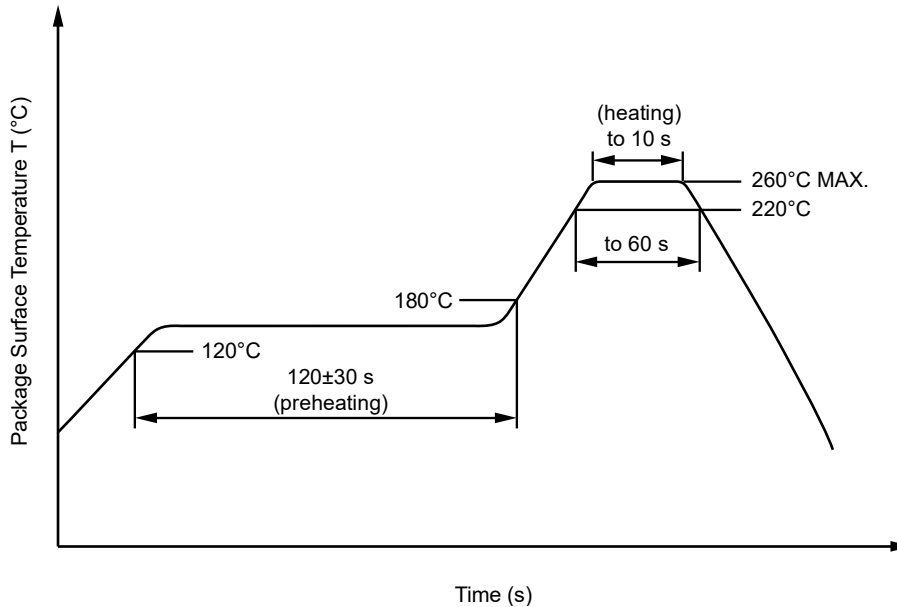 Package Surface Temperature T (°C)
(heating)
to 10 s
260°C MAX.
220°C
to 60 s
180°C
120°C
120±30 s
(preheating)
Time (s)